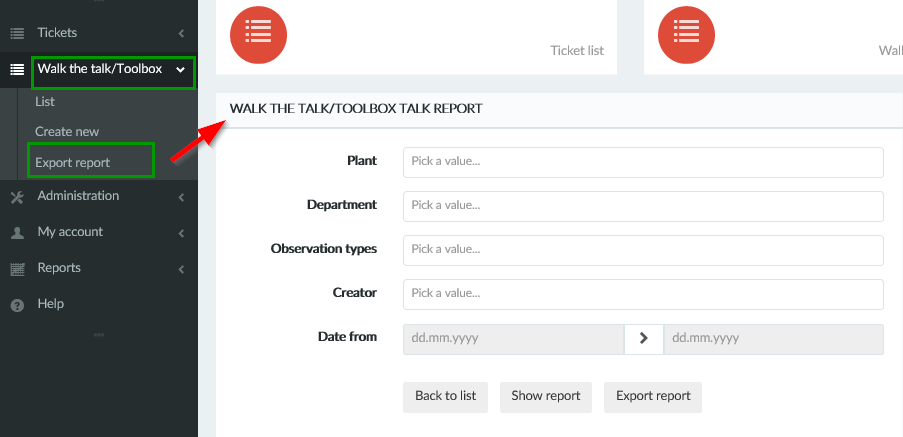 Tickets
Walk the talk/Toolbox
List
Create new
Export report
Administration
My account
Reports
Help
Ticket list
Walk
WALK THE TALK/TOOLBOX TALK REPORT
Plant Pick a value...
Department Pick a value...
Observation types Pick a value...
Creator Pick a value...
Date from dd.mm.yyyy dd.mm.yyyy
Back to list Show report Export report